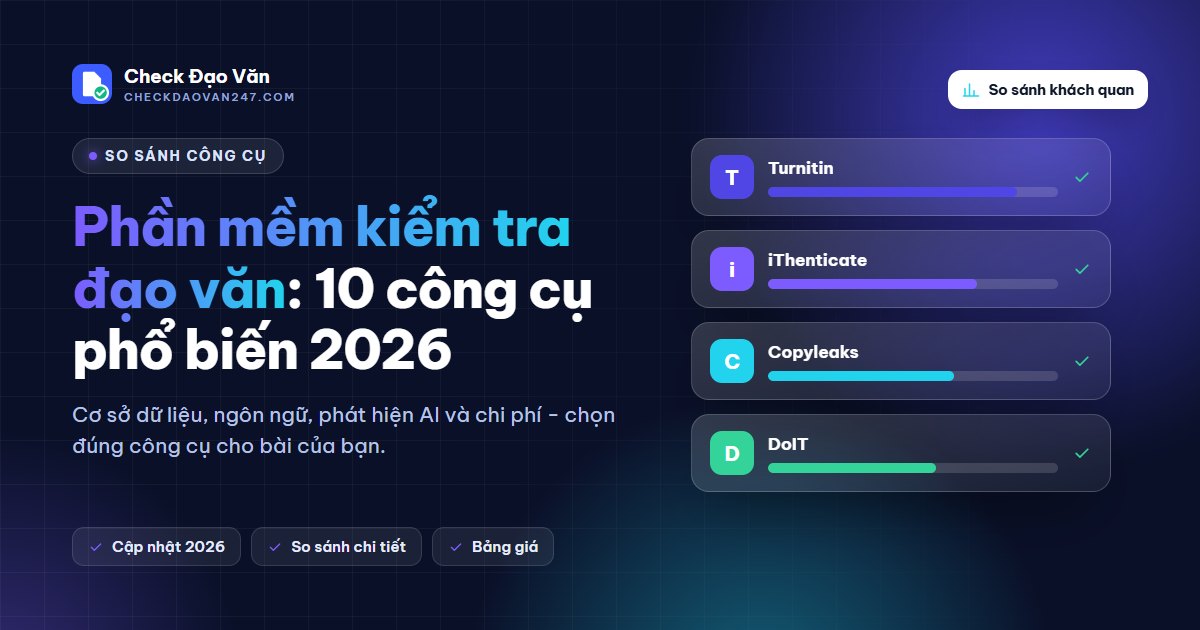 Check Đạo Văn
CHECKDAOVAN247.COM
So sánh khách quan
SO SÁNH CÔNG CỤ
Phần mềm kiểm tra
đạo văn: 10 công cụ
phổ biến 2026
Cơ sở dữ liệu, ngôn ngữ, phát hiện AI và chi phí – chọn
đúng công cụ cho bài của bạn.
Cập nhật 2026
So sánh chi tiết
Bảng giá
T
Turnitin
i
iThenticate
C
Copyleaks
D
DoIT